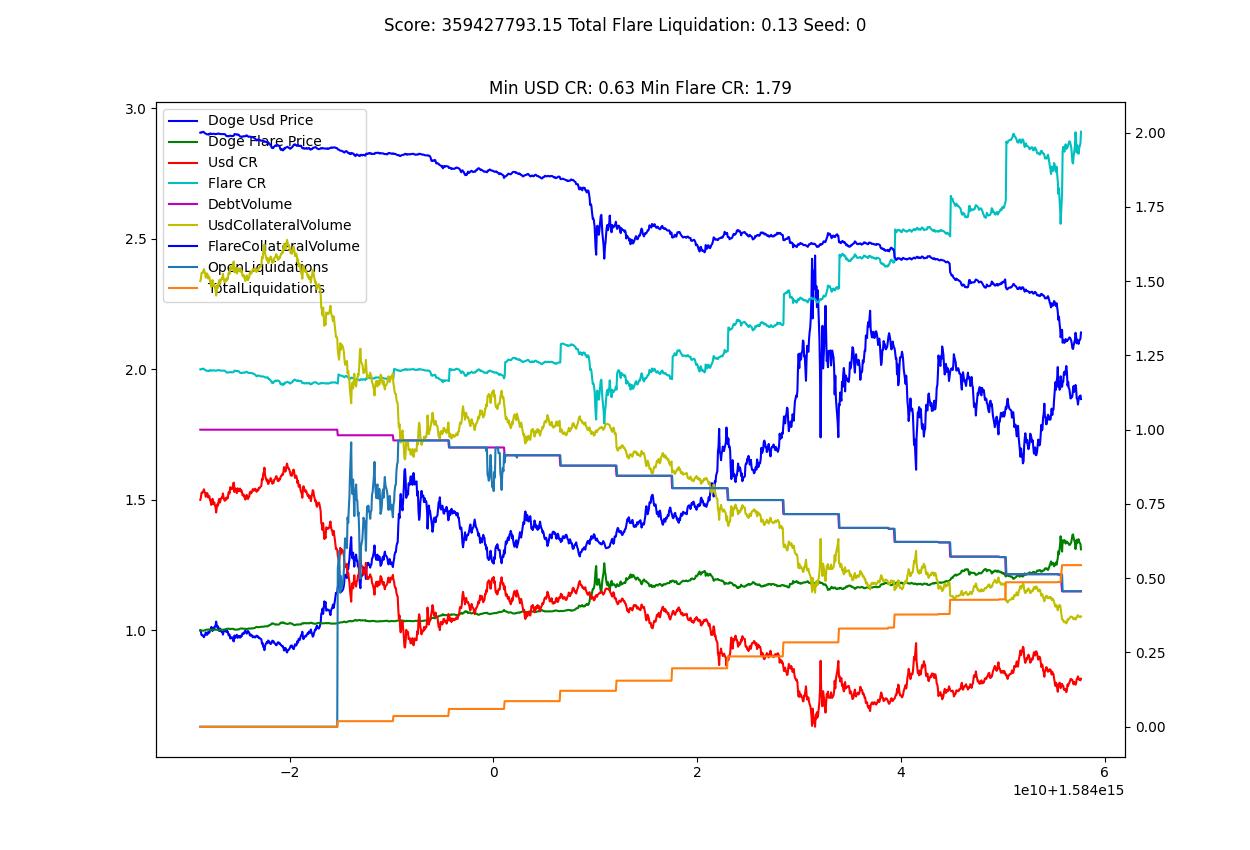 Score: 359427793.15 Total Flare Liquidation: 0.13 Seed: 0
Min USD CR: 0.63 Min Flare CR: 1.79
Doge Usd Price
Doge Flare Price
Usd CR
Flare CR
DebtVolume
UsdCollateralVolume
FlareCollateralVolume
OpenLiquidations
TotalLiquidations
3.0
2.5
2.0
1.5
1.0
2.00
1.75
1.50
1.25
1.00
0.75
0.50
0.25
0.00
−2 0 2 4 6
1e10+1.584e15